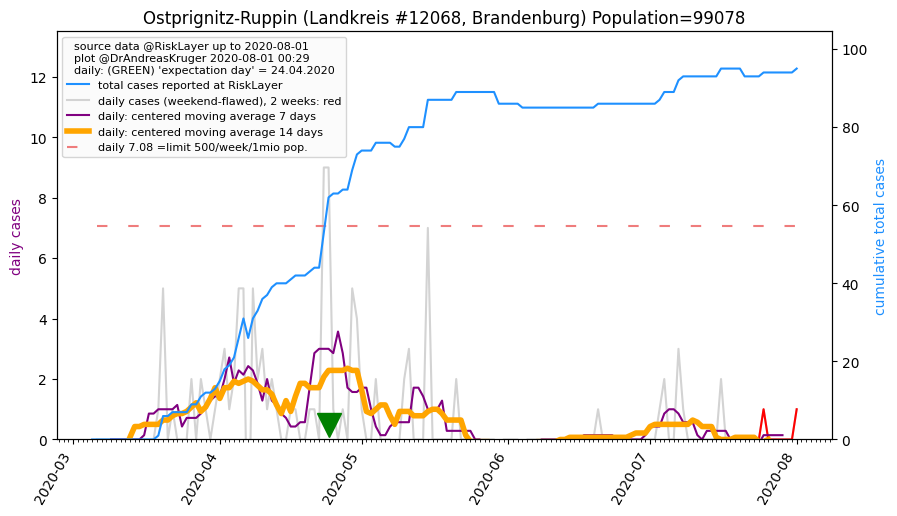 Ostprignitz-Ruppin (Landkreis #12068, Brandenburg) Population=99078
source data @RiskLayer up to 2020-08-01
plot @DrAndreasKruger 2020-08-01 00:29
daily: (GREEN) 'expectation day' = 24.04.2020
total cases reported at RiskLayer
daily cases (weekend-flawed), 2 weeks: red
daily: centered moving average 7 days
daily: centered moving average 14 days
daily 7.08 =limit 500/week/1mio pop.
daily cases
12
10
8
6
4
2
0
cumulative total cases
100
80
60
40
20
0
2020-03
2020-04
2020-05
2020-06
2020-07
2020-08